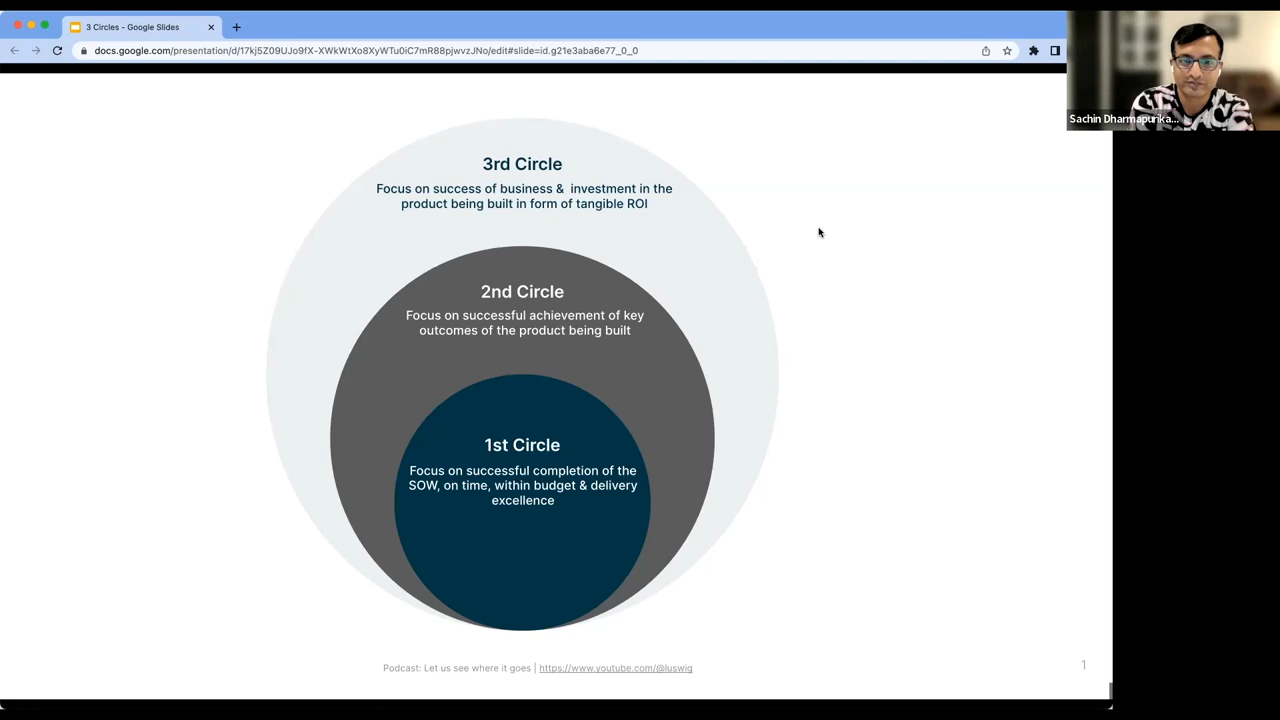 3 Circles - Google Slides
docs.google.com/presentation/d/17kj5Z09UJo9fX-XWkWtXo8XyWTu0iC7mR88pjwvzJNo/edit#slide=id.g21e3aba6e77_0_0
Sachin Dharmapurika...
3rd Circle
Focus on success of business &  investment in the
product being built in form of tangible ROI
2nd Circle
Focus on successful achievement of key
outcomes of the product being built
1st Circle
Focus on successful completion of the
SOW, on time, within budget & delivery
excellence
Podcast: Let us see where it goes | https://www.youtube.com/@luswig
1